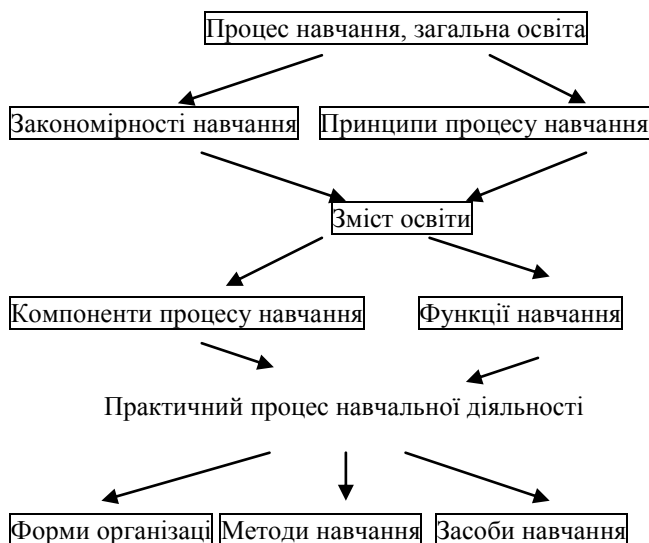 Процес навчання, загальна освіта
Закономірності навчання
Принципи процесу навчання
Зміст освіти
Компоненти процесу навчання
Функції навчання
Практичний процес навчальної діяльності
Форми організаці
Методи навчання
Засоби навчання